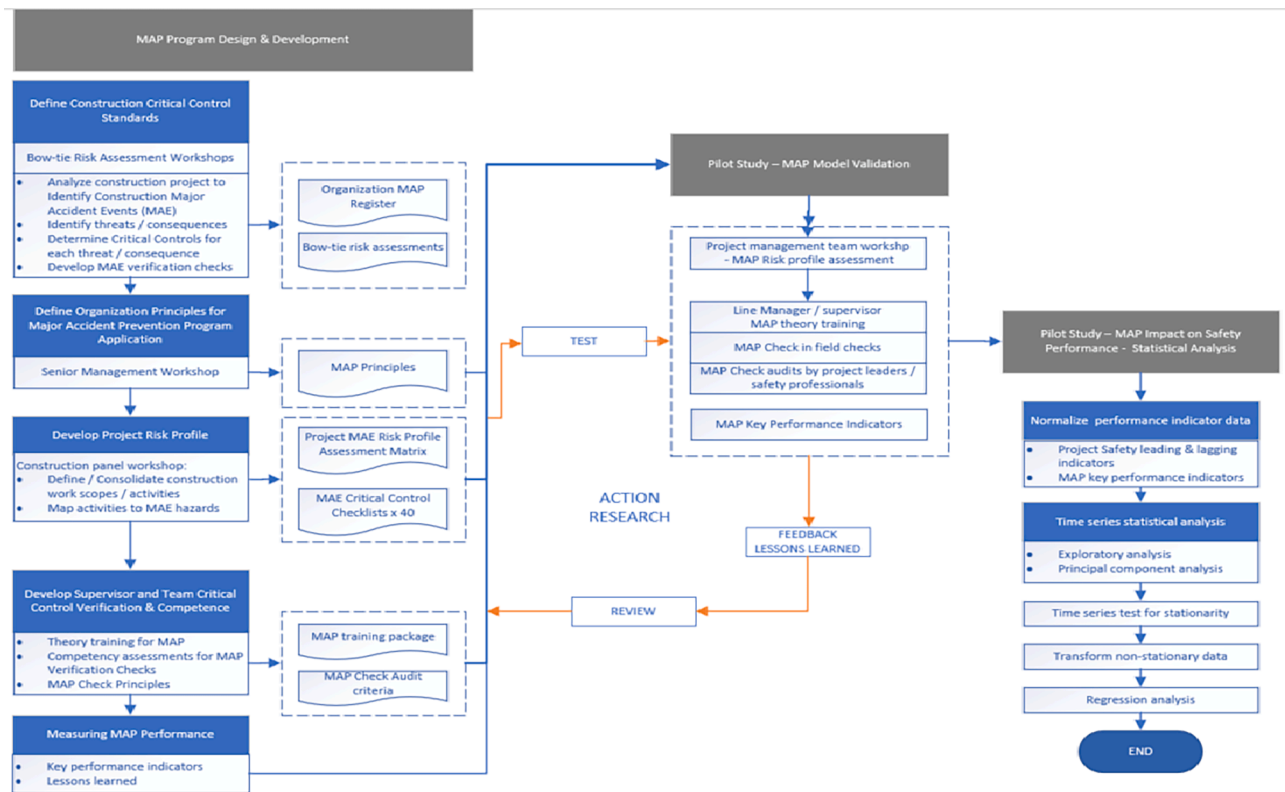 MAP Program Design & Development
Define Construction Critical Control
Standards
Bow-tie Risk Assessment Workshops
• Analyze construction project to
Identify Construction Major
Accident Events (MAE)
• Identify threats / consequences
• Determine Critical Controls for
each threat / consequence
• Develop MAE verification checks
Organization MAP
Register
Bow-tie risk assessments
Define Organization Principles for
Major Accident Prevention Program
Application
Senior Management Workshop
MAP Principles
Develop Project Risk Profile
Construction panel workshop:
• Define / Consolidate construction
work scopes / activities
• Map activities to MAE hazards
Project MAE Risk Profile
Assessment Matrix
MAE Critical Control
Checklists x 40
Develop Supervisor and Team Critical
Control Verification & Competence
• Theory training for MAP
• Competency assessments for MAP
Verification Checks
• MAP Check Principles
MAP training package
MAP Check Audit
criteria
Measuring MAP Performance
• Key performance indicators
• Lessons learned
TEST
ACTION
RESEARCH
FEEDBACK
LESSONS LEARNED
REVIEW
Pilot Study – MAP Model Validation
Project management team workshp
- MAP Risk profile assessment
Line Manager / supervisor
MAP theory training
MAP Check in field checks
MAP Check audits by project leaders /
safety professionals
MAP Key Performance Indicators
Pilot Study – MAP Impact on Safety
Performance - Statistical Analysis
Normalize performance indicator data
• Project Safety leading & lagging
indicators
• MAP key performance indicators
Time series statistical analysis
• Exploratory analysis
• Principal component analysis
Time series test for stationarity
Transform non-stationary data
Regression analysis
END